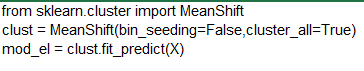 from sklearn.cluster import MeanShift
clust = MeanShift(bin_seeding=False,cluster_all=True)
mod_el = clust.fit_predict(X)